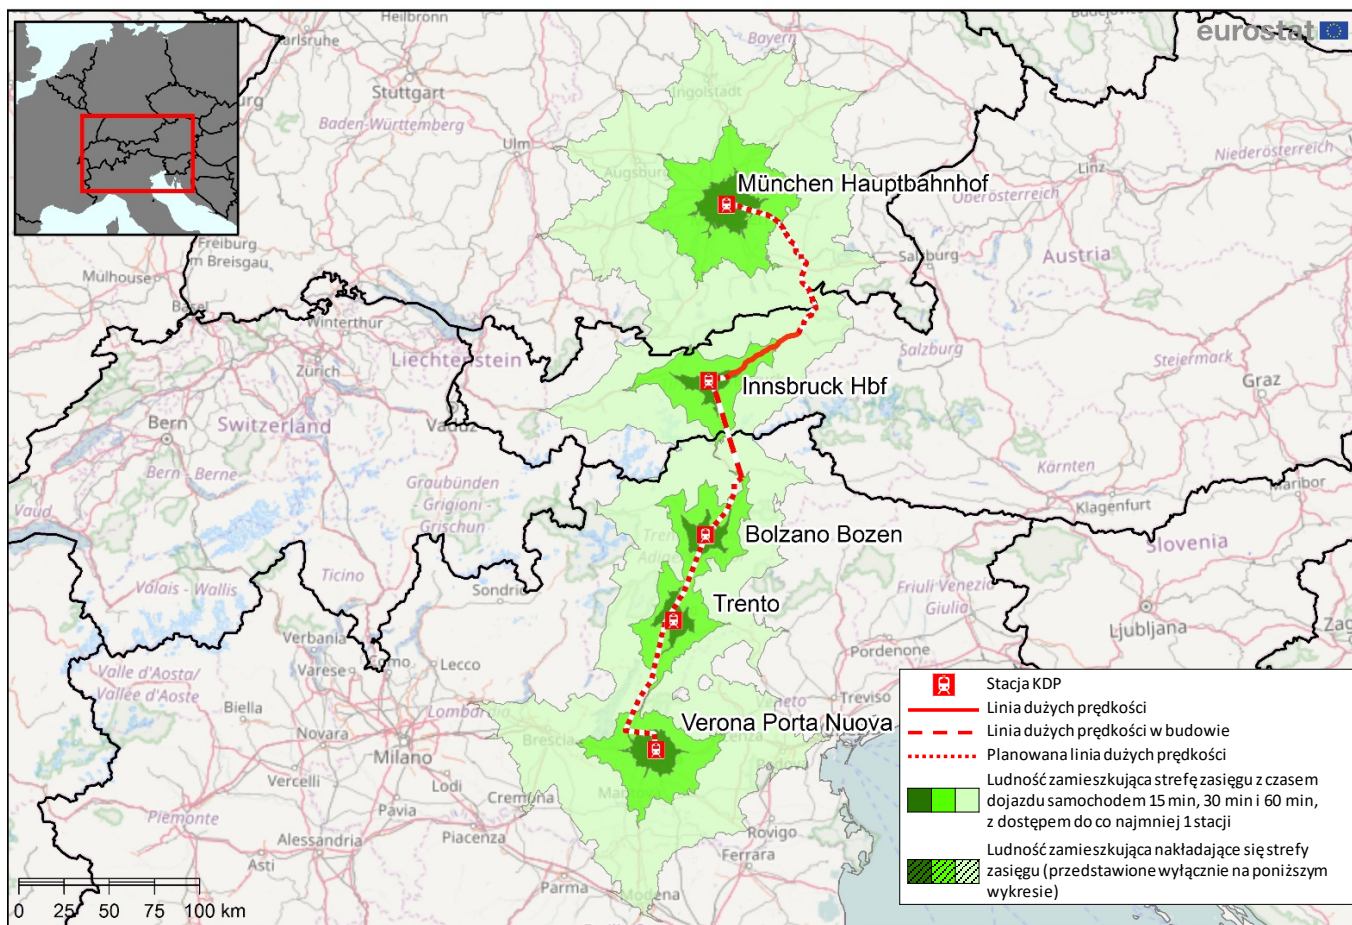 Heilbronn
Karlsruhe
Bayern
Budějovice
eurostat
Stuttgart
Ingolstadt
Baden-Württemberg
Ulm
Augsburg
Linz
Niederösterreich
München Hauptbahnhof
Oberösterreich
Freiburg
im Breisgau
Salzburg
Austria
Mülhouse
Basel
Winterthur
Liechtenstein
Zürich
Salzburg
Steiermark
Innsbruck Hbf
Graz
Bern
Switzerland
Vaduz
Bern - Berne
Graubünden
- Grigioni -
Grischun
Kärnten
Maribor
Klagenfurt
Vaud
Bolzano Bozen
Slovenia
Ticino
Valais - Wallis
Sondrio
Friuli Venezia
Giulia
Trento
Ljubljana
Verbania
Varese
Como
Lecco
Pordenone
Valle d'Aosta/
Vallée d'Aoste
Biella
Lombardia
Veneto
Treviso
Verona Porta Nuova
Novara
Milano
Brescia
Vercelli
Lodi
Cremona
Mantova
Padova
Pavia
Piemonte
Piacenza
Rovigo
Alessandria
Asti
Ferrara
Parma
Modena
0 25 50 75 100 km
Stacja KDP
Linia dużych prędkości
Linia dużych prędkości w budowie
Planowana linia dużych prędkości
Ludność zamieszkująca strefę zasięgu z czasem
dojazdu samochodem 15 min, 30 min i 60 min,
z dostępem do co najmniej 1 stacji
Ludność zamieszkująca nakładające się strefy
zasięgu (przedstawione wyłącznie na poniższym
wykresie)